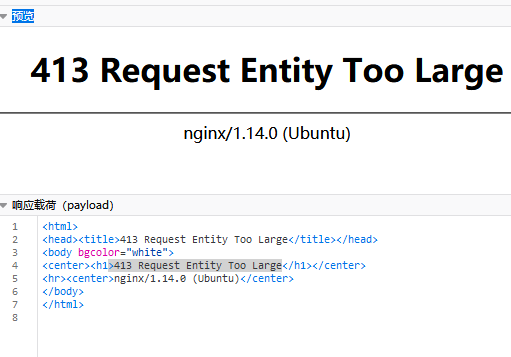 预览
413 Request Entity Too Large
nginx/1.14.0 (Ubuntu)
响应载荷（payload）
1 <html>
2 <head><title>413 Request Entity Too Large</title></head>
3 <body bgcolor="white">
4 <center><h1>413 Request Entity Too Large</h1></center>
5 <hr><center>nginx/1.14.0 (Ubuntu)</center>
6 </body>
7 </html>
8